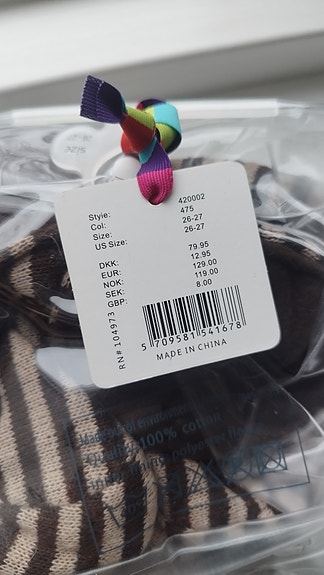 Style: 420002
Col: 475
Size: 26-27
US Size: 26-27
DKK: 79.95
EUR: 12.95
NOK: 129.00
SEK: 119.00
GBP: 8.00
RN# 104973
5 709581 541678
MADE IN CHINA
of
100% cotton